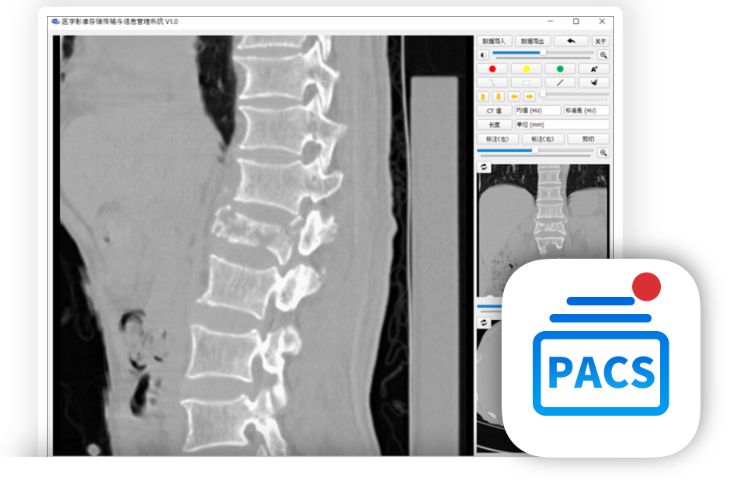 医学影像存储传输与信息管理系统 V1.0
数据导入 数据导出 关于
A+
CT 值 均值 (HU) 标准差 (HU)
长度 单位 (mm)
标注(左) 标注(右) 剪切
PACS